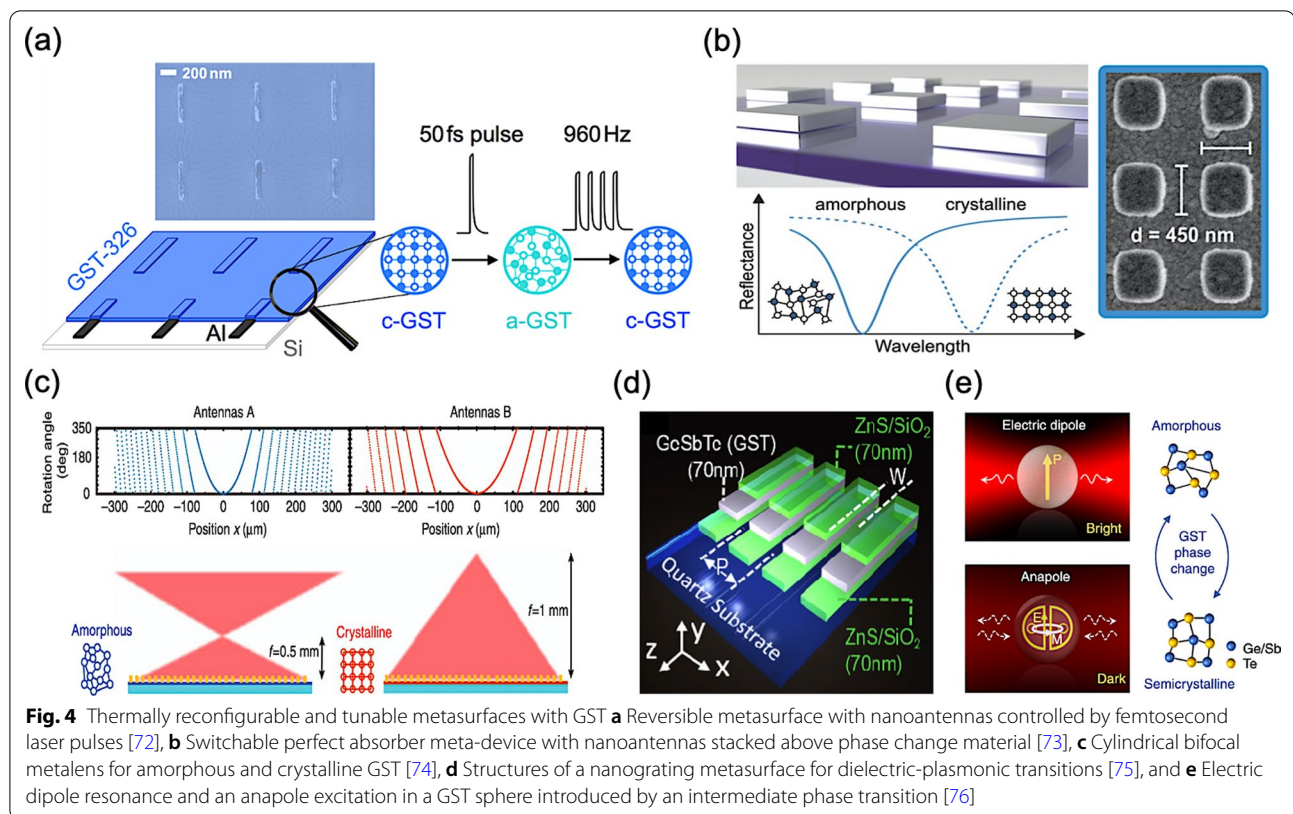 (a)
200 nm
GST-326
Al
Si
50 fs pulse
960 Hz
c-GST
a-GST
c-GST
(b)
amorphous
crystalline
Reflectance
Wavelength
d = 450 nm
(c)
Antennas A
Antennas B
Rotation angle
(deg)
350
180
0
−300 −200 −100 0 100 200 300
−300 −200 −100 0 100 200 300
Position x (μm)
Position x (μm)
Amorphous
f=0.5 mm
Crystalline
f=1 mm
(d)
GeSbTe (GST)
(70nm)
ZnS/SiO2
(70nm)
W
P
Quartz Substrate
ZnS/SiO2
(70nm)
y
z
x
(e)
Electric dipole
P
Bright
Anapole
E
M
Dark
Amorphous
GST
phase
change
Ge/Sb
Te
Semicrystalline
Fig. 4 Thermally reconfigurable and tunable metasurfaces with GST a Reversible metasurface with nanoantennas controlled by femtosecond
laser pulses [72], b Switchable perfect absorber meta-device with nanoantennas stacked above phase change material [73], c Cylindrical bifocal
metalens for amorphous and crystalline GST [74], d Structures of a nanograting metasurface for dielectric-plasmonic transitions [75], and e Electric
dipole resonance and an anapole excitation in a GST sphere introduced by an intermediate phase transition [76]